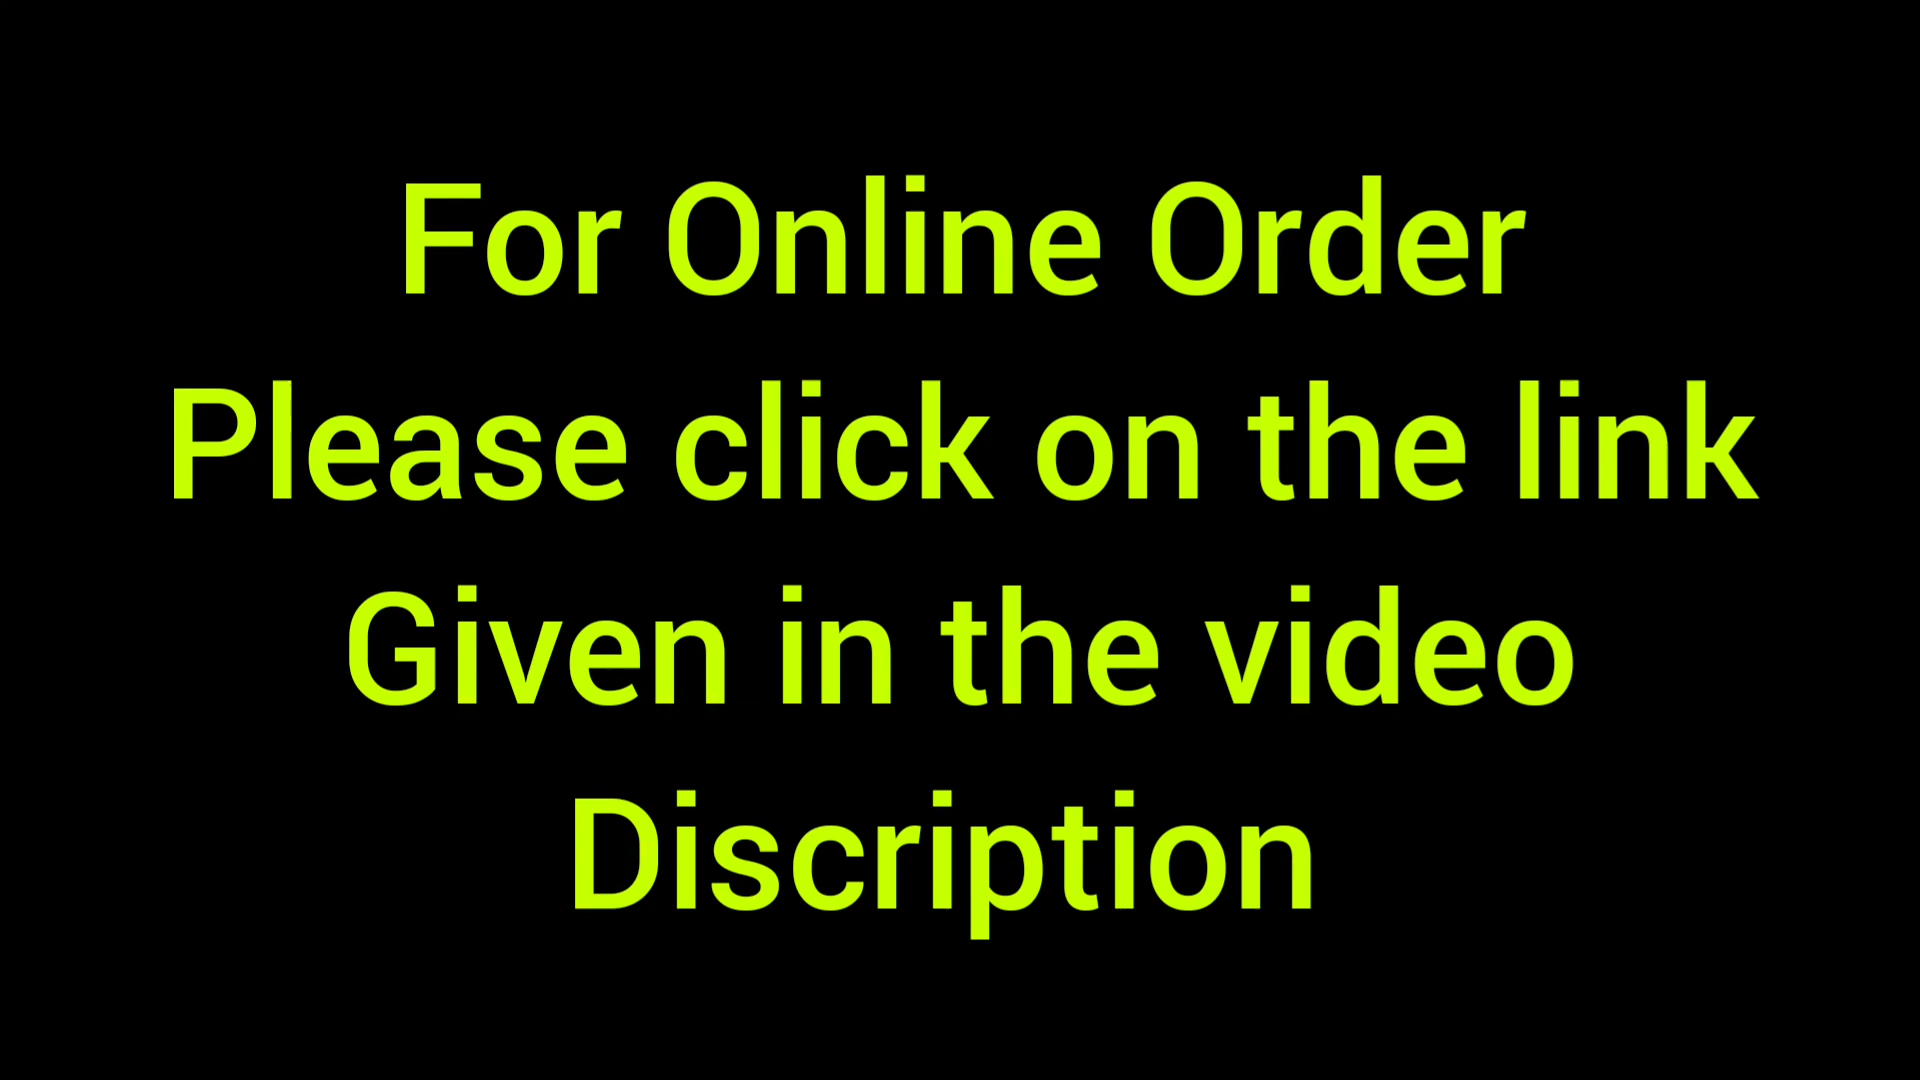 For Online Order
Please click on the link
Given in the video
Discription